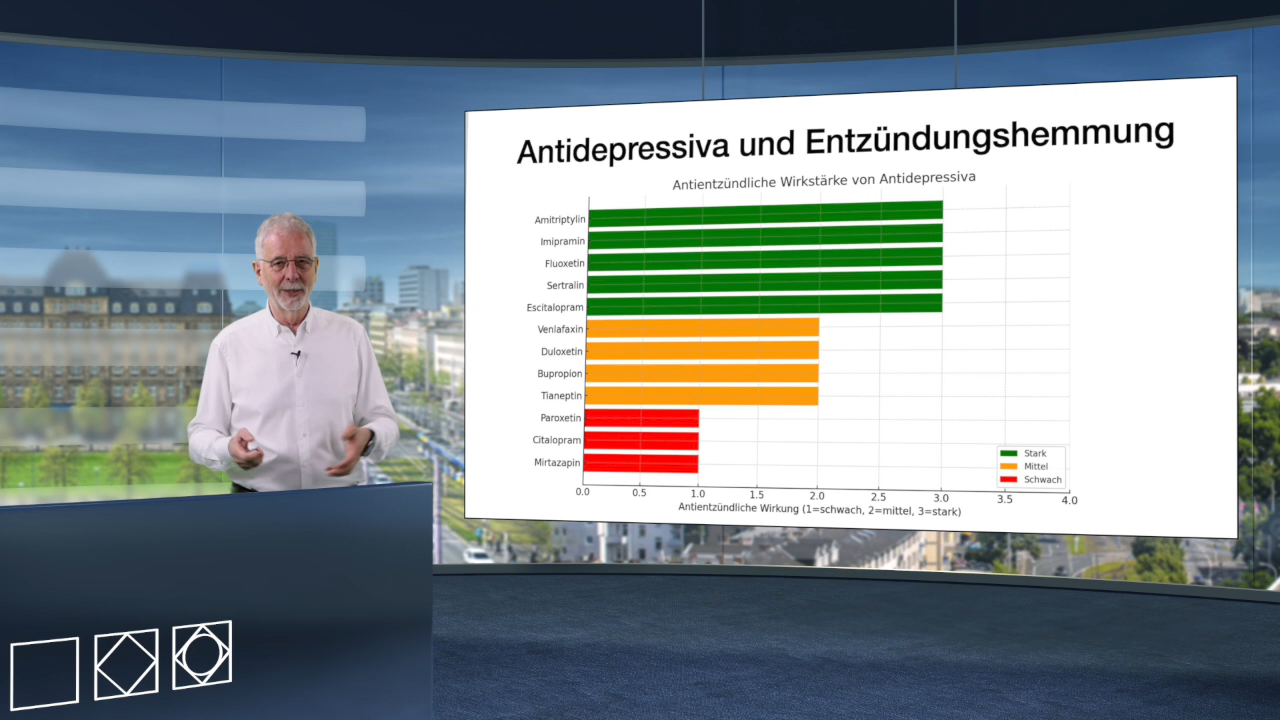 Antidepressiva und Entzündungshemmung
Antientzündliche Wirkstärke von Antidepressiva
Amitriptylin
Imipramin
Fluoxetin
Sertralin
Escitalopram
Venlafaxin
Duloxetin
Bupropion
Tianeptin
Paroxetin
Citalopram
Mirtazapin
Stark
Mittel
Schwach
0.0 0.5 1.0 1.5 2.0 2.5 3.0 3.5 4.0
Antientzündliche Wirkung (1=schwach, 2=mittel, 3=stark)